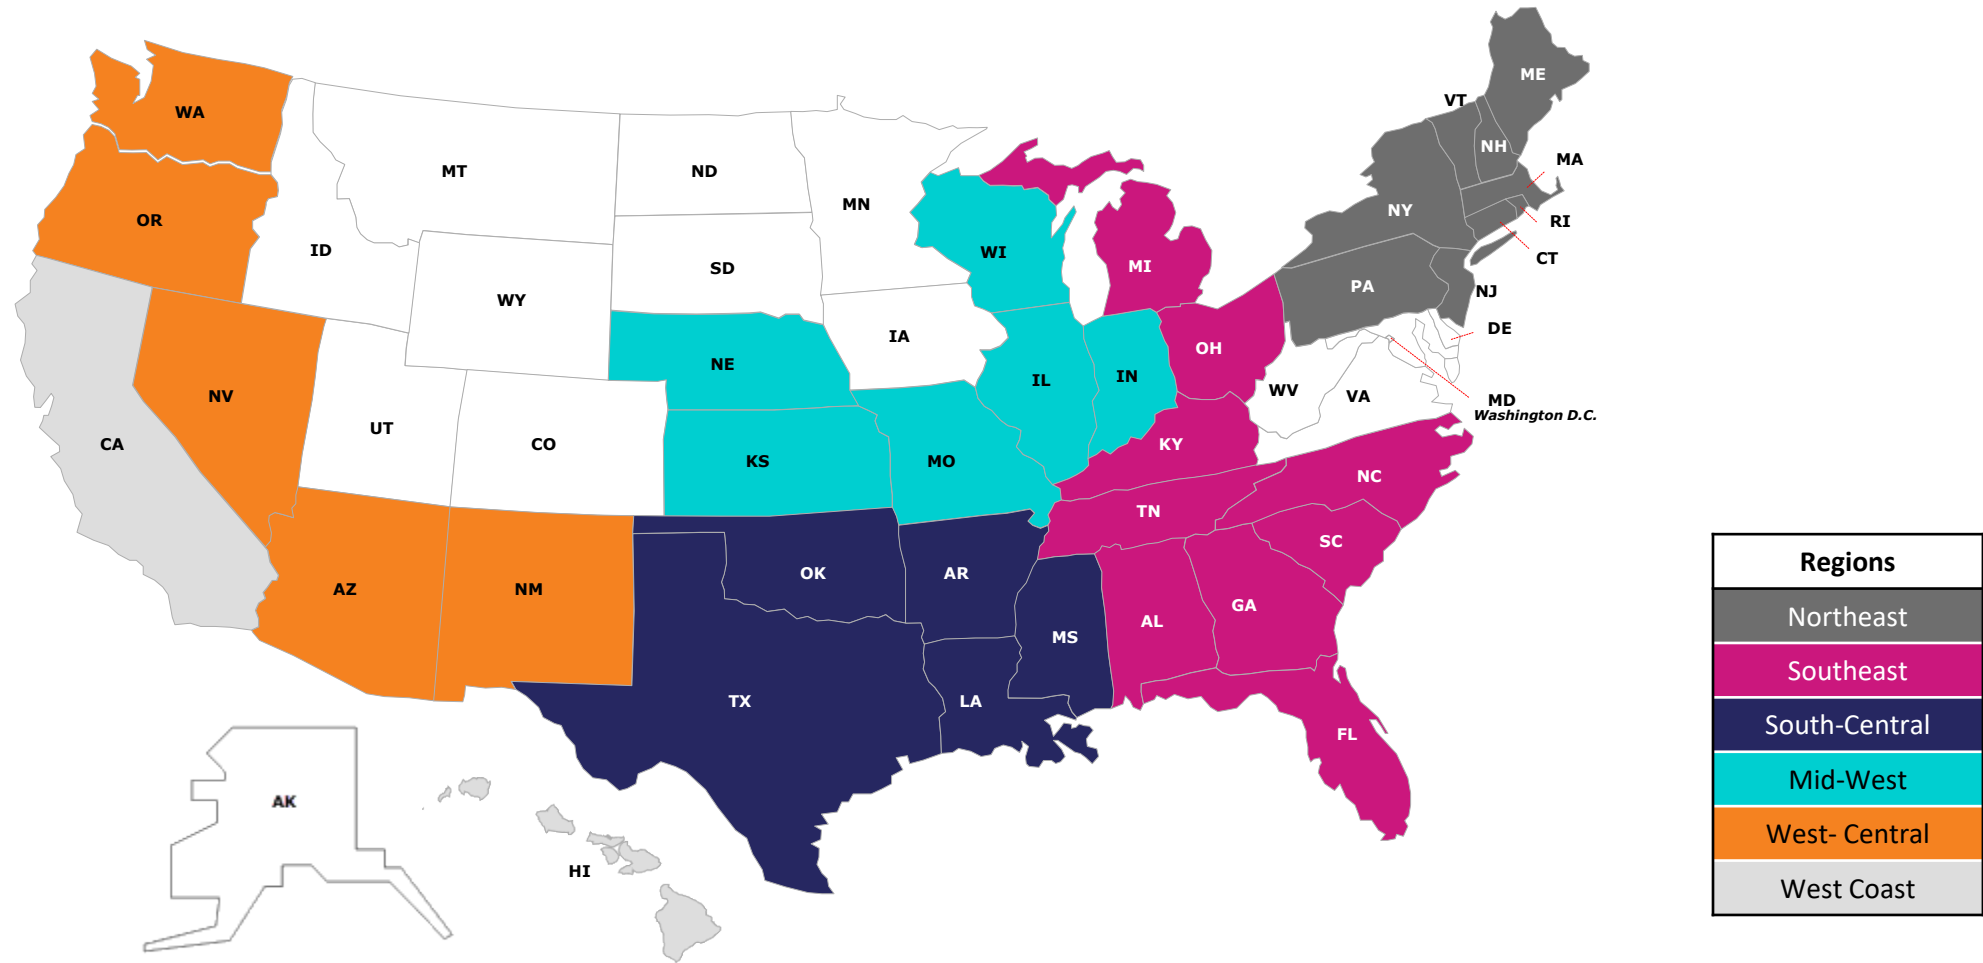 ME
VT
WA
NH
MA
MT
ND
MN
NY
OR
RI
ID
WI
CT
SD
MI
PA
NJ
WY
DE
IA
OH
NE
IL
IN
NV
WV
VA
MD
Washington D.C.
UT
CA
CO
KS
MO
KY
NC
TN
SC
AZ
NM
OK
AR
GA
AL
MS
TX
LA
FL
AK
HI
Regions
Northeast
Southeast
South-Central
Mid-West
West- Central
West Coast